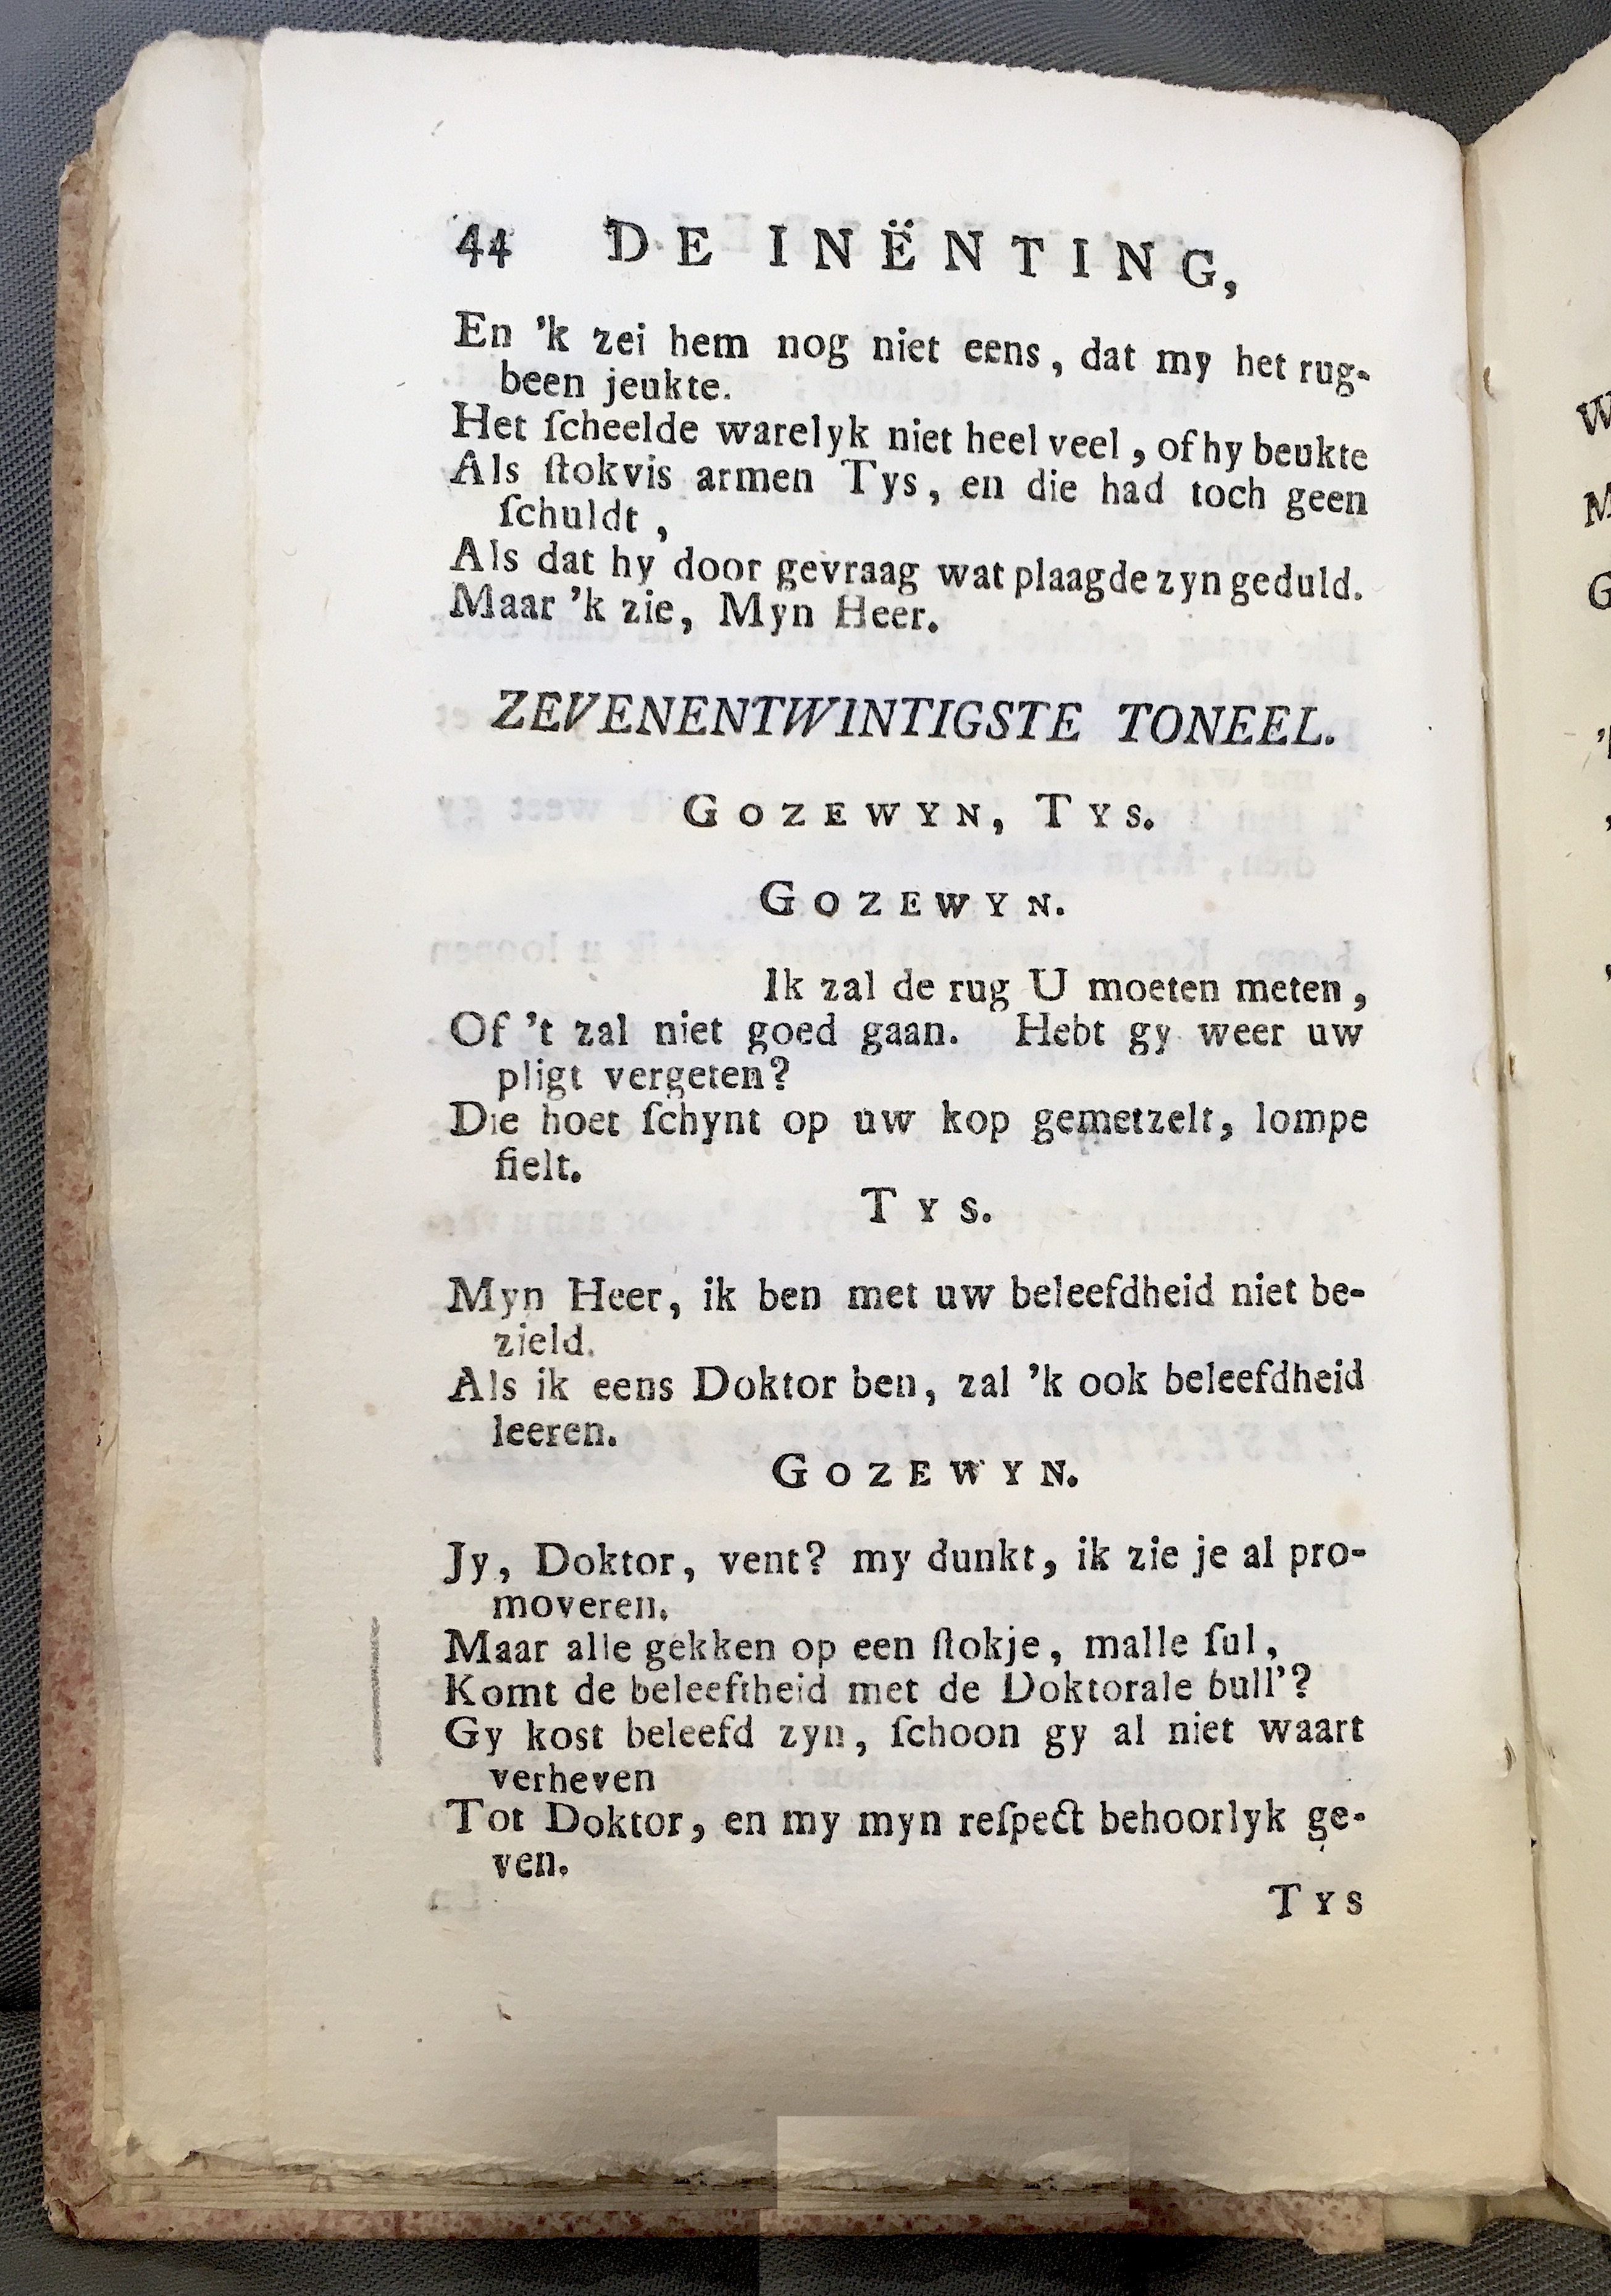 44 DE INËNTING,
En 'k zei hem nog niet eens, dat my het rug-
been jeukte.
Het ſcheelde warelyk niet heel veel, of hy beukte
Als ſtokvis armen Tys, en die had toch geen
ſchuldt,
Als dat hy door gevraag wat plaagde zyn geduld.
Maar 'k zie, Myn Heer.
ZEVENENTWINTIGSTE TONEEL.
GOZEWYN, TYS.
GOZEWYN.
Ik zal de rug U moeten meten,
Of 't zal niet goed gaan. Hebt gy weer uw
pligt vergeten?
Die hoet ſchynt op uw kop gemetzelt, lompe
fielt.
TYS.
Myn Heer, ik ben met uw beleefdheid niet be-
zield.
Als ik eens Doktor ben, zal 'k ook beleefdheid
leeren.
GOZEWYN.
Jy, Doktor, vent? my dunkt, ik zie je al pro-
moveren.
Maar alle gekken op een ſtokje, malle ſul,
Komt de beleeftheid met de Doktorale bull'?
Gy kost beleefd zyn, ſchoon gy al niet waart
verheven
Tot Doktor, en my myn reſpect behoorlyk ge-
ven.
TYS
W
M
G